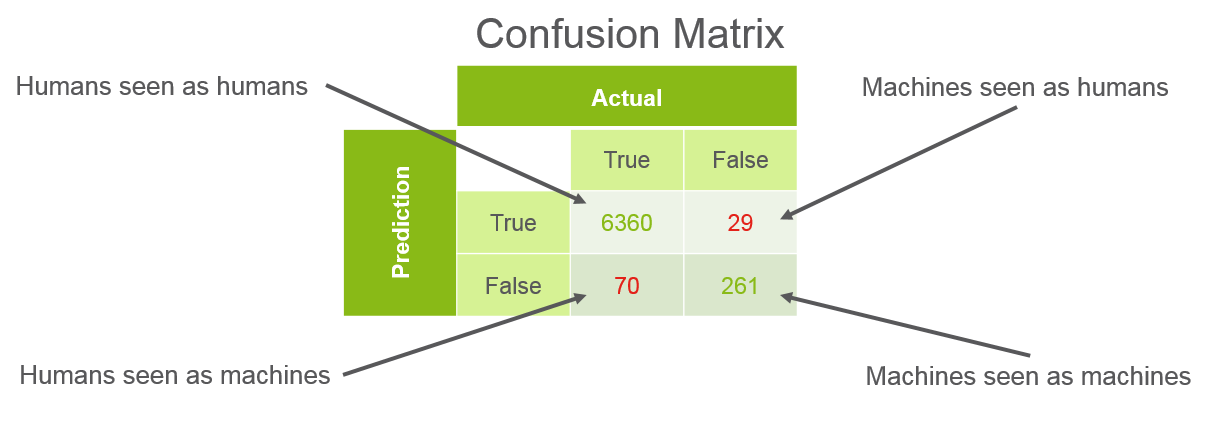 Confusion Matrix
Humans seen as humans
Machines seen as humans
Actual
Prediction
True False
True 6360 29
False 70 261
Humans seen as machines
Machines seen as machines